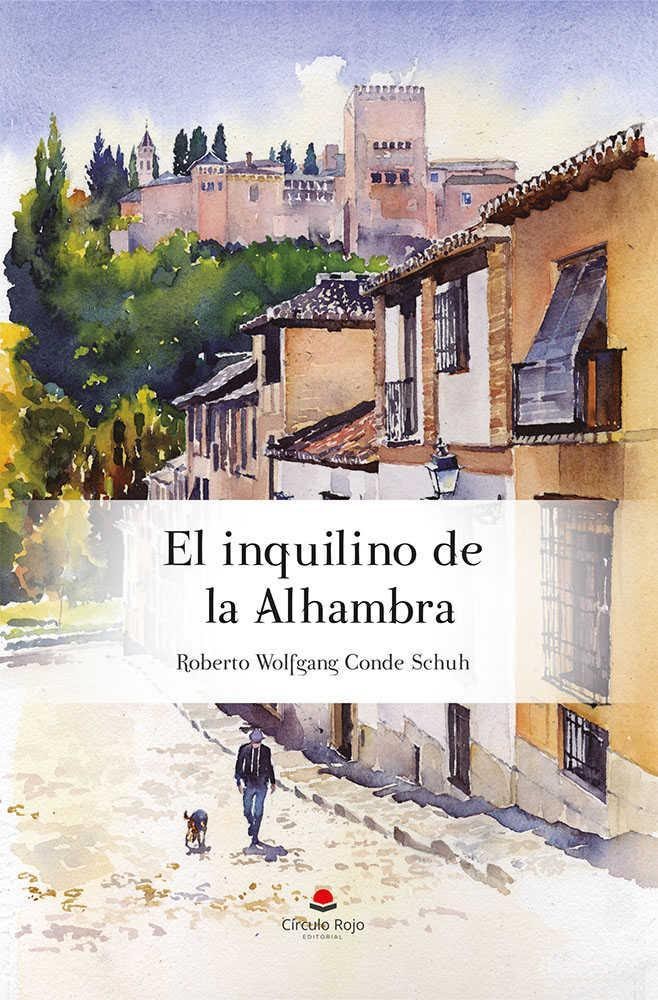 El inquilino de
la Alhambra
Roberto Wolfgang Conde Schuh
Círculo Rojo
EDITORIAL